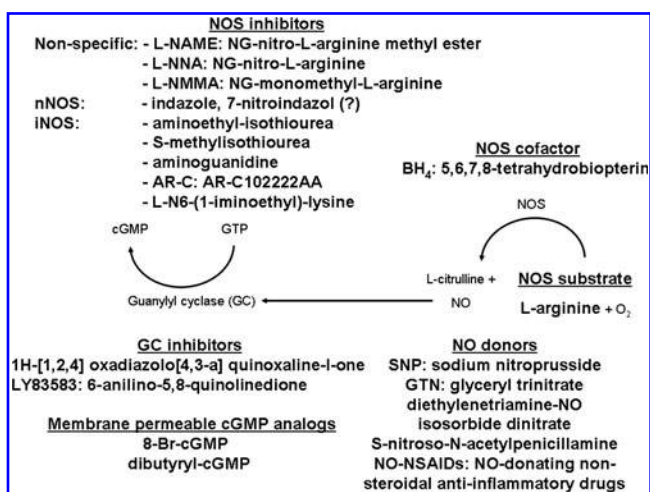 NOS inhibitors
Non-specific: - L-NAME: NG-nitro-L-arginine methyl ester
- L-NNA: NG-nitro-L-arginine
- L-NMMA: NG-monomethyl-L-arginine
nNOS: - indazole, 7-nitroindazol (?)
iNOS: - aminoethyl-isothiourea
- S-methylisothiourea
- aminoguanidine
- AR-C: AR-C102222AA
- L-N6-(1-iminoethyl)-lysine
NOS cofactor
BH₄: 5,6,7,8-tetrahydrobiopterin
NOS
cGMP GTP
L-citrulline +
NOS substrate
Guanylyl cyclase (GC)
NO
L-arginine + O₂
GC inhibitors
1H-[1,2,4] oxadiazolo[4,3-a] quinoxaline-l-one
LY83583: 6-anilino-5,8-quinolinedione
Membrane permeable cGMP analogs
8-Br-cGMP
dibutyryl-cGMP
NO donors
SNP: sodium nitroprusside
GTN: glyceryl trinitrate
diethylenetriamine-NO
isosorbide dinitrate
S-nitroso-N-acetylpenicillamine
NO-NSAIDs: NO-donating non-
steroidal anti-inflammatory drugs